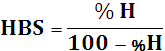 HBS = % H / 100 – %H